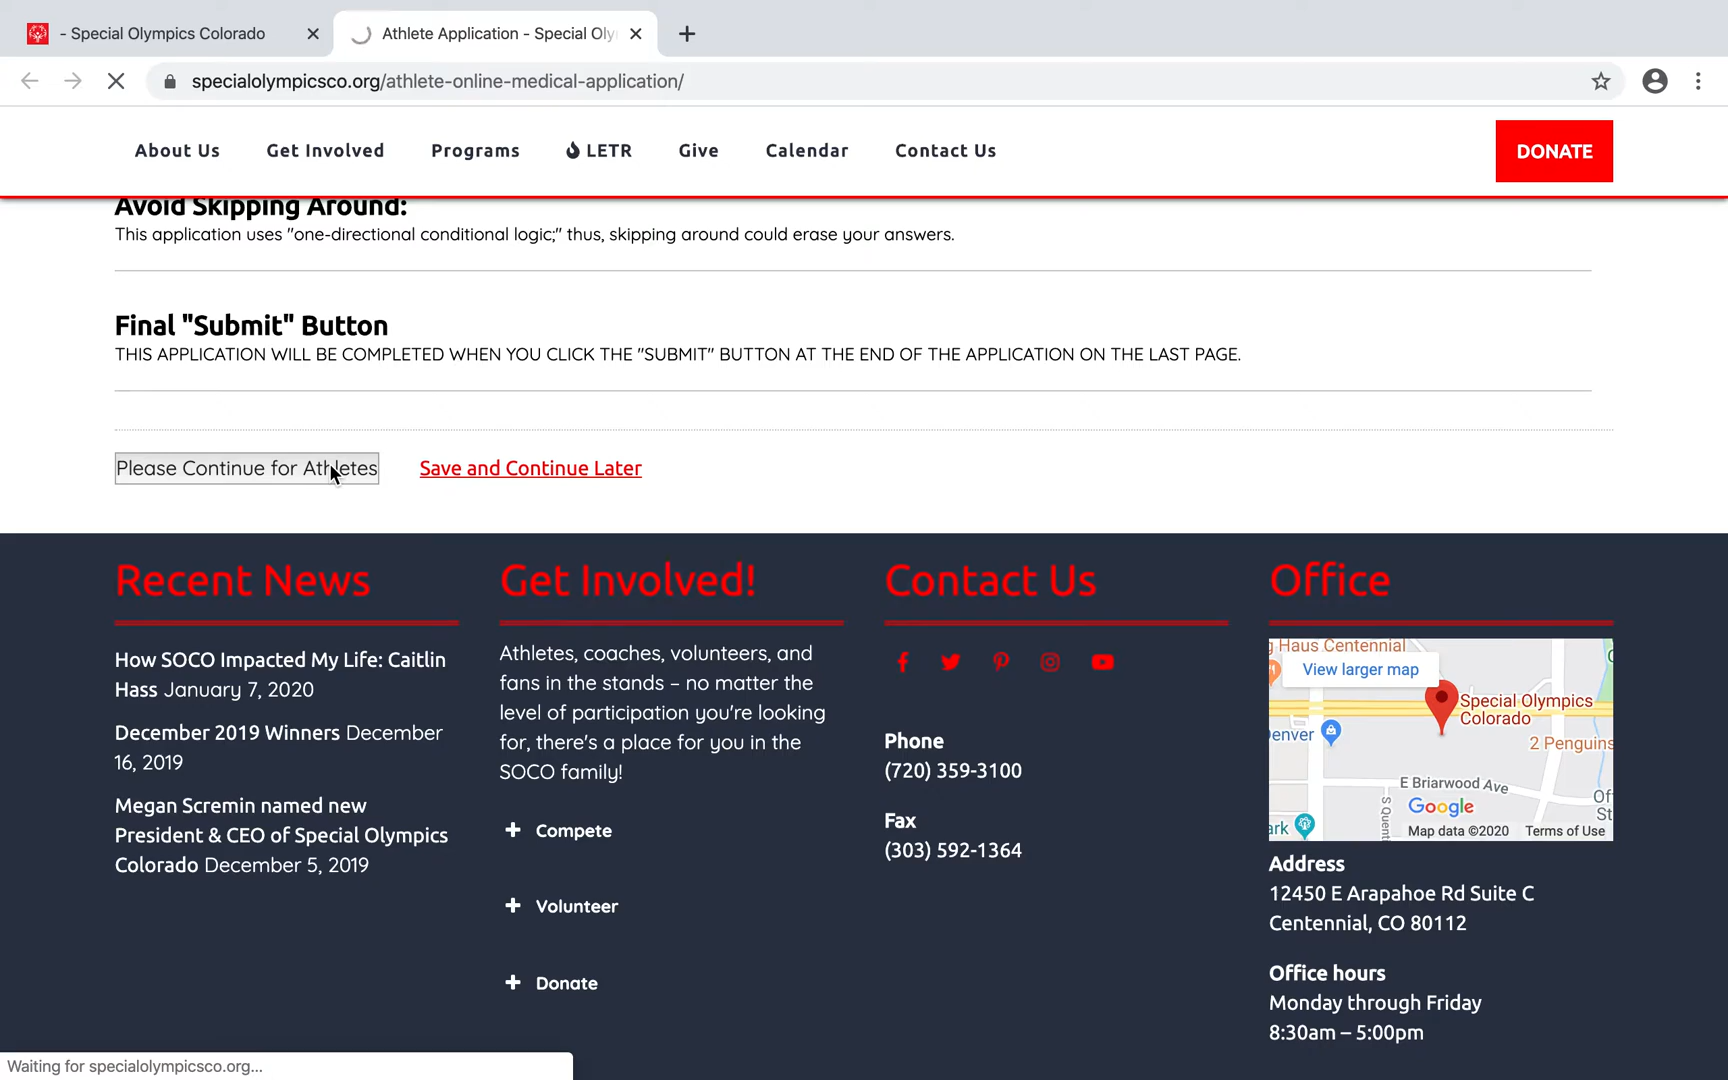 - Special Olympics Colorado
Athlete Application - Special Oly
specialolympicsco.org/athlete-online-medical-application/
About Us
Get Involved
Programs
LETR
Give
Calendar
Contact Us
DONATE
Avoid Skipping Around:
This application uses "one-directional conditional logic;" thus, skipping around could erase your answers.
Final "Submit" Button
THIS APPLICATION WILL BE COMPLETED WHEN YOU CLICK THE "SUBMIT" BUTTON AT THE END OF THE APPLICATION ON THE LAST PAGE.
Please Continue for Athletes
Save and Continue Later
Recent News
How SOCO Impacted My Life: Caitlin
Hass January 7, 2020
December 2019 Winners December
16, 2019
Megan Scremin named new
President & CEO of Special Olympics
Colorado December 5, 2019
Get Involved!
Athletes, coaches, volunteers, and
fans in the stands – no matter the
level of participation you're looking
for, there's a place for you in the
SOCO family!
+ Compete
+ Volunteer
+ Donate
Contact Us
Phone
(720) 359-3100
Fax
(303) 592-1364
Office
g Haus Centennial
View larger map
Special Olympics
Colorado
Denver
2 Penguins
E Briarwood Ave
S Quent
Google
ark
Map data ©2020
Terms of Use
Address
12450 E Arapahoe Rd Suite C
Centennial, CO 80112
Office hours
Monday through Friday
8:30am – 5:00pm
Waiting for specialolympicsco.org...